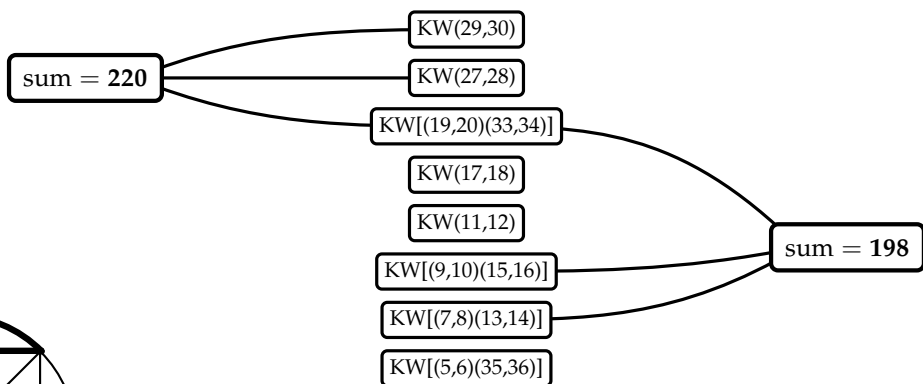 KW(29,30)
sum = 220
KW(27,28)
KW[(19,20)(33,34)]
KW(17,18)
KW(11,12)
sum = 198
KW[(9,10)(15,16)]
KW[(7,8)(13,14)]
KW[(5,6)(35,36)]